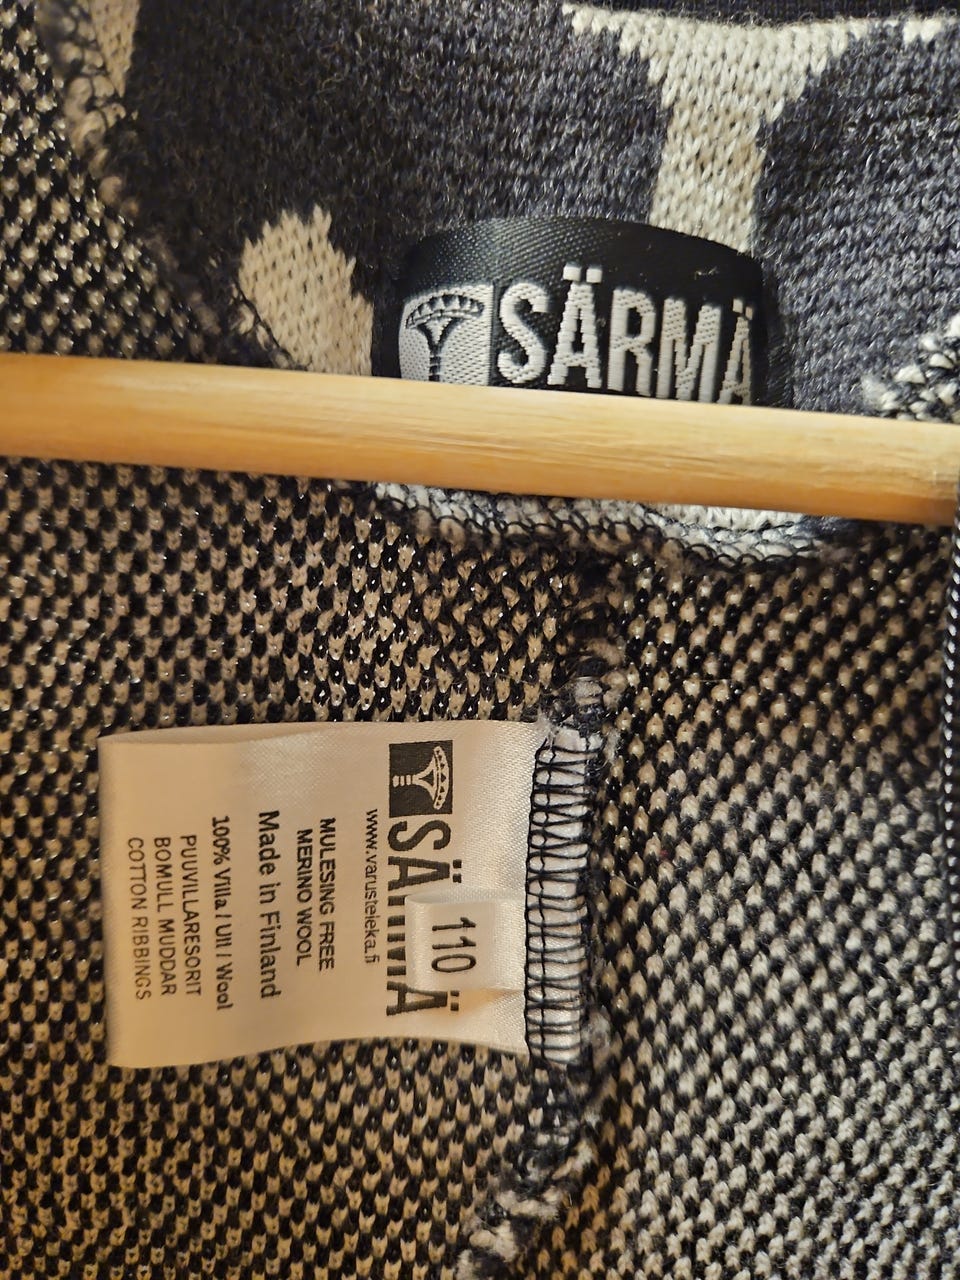 SÄRMÄ
SÄRMÄ
110
www.varusteleka.fi
MULESING FREE
MERINO WOOL
Made in Finland
100% Villa / Ull / Wool
PUUVILLARESORIT
BOMULL MUDDAR
COTTON RIBBINGS